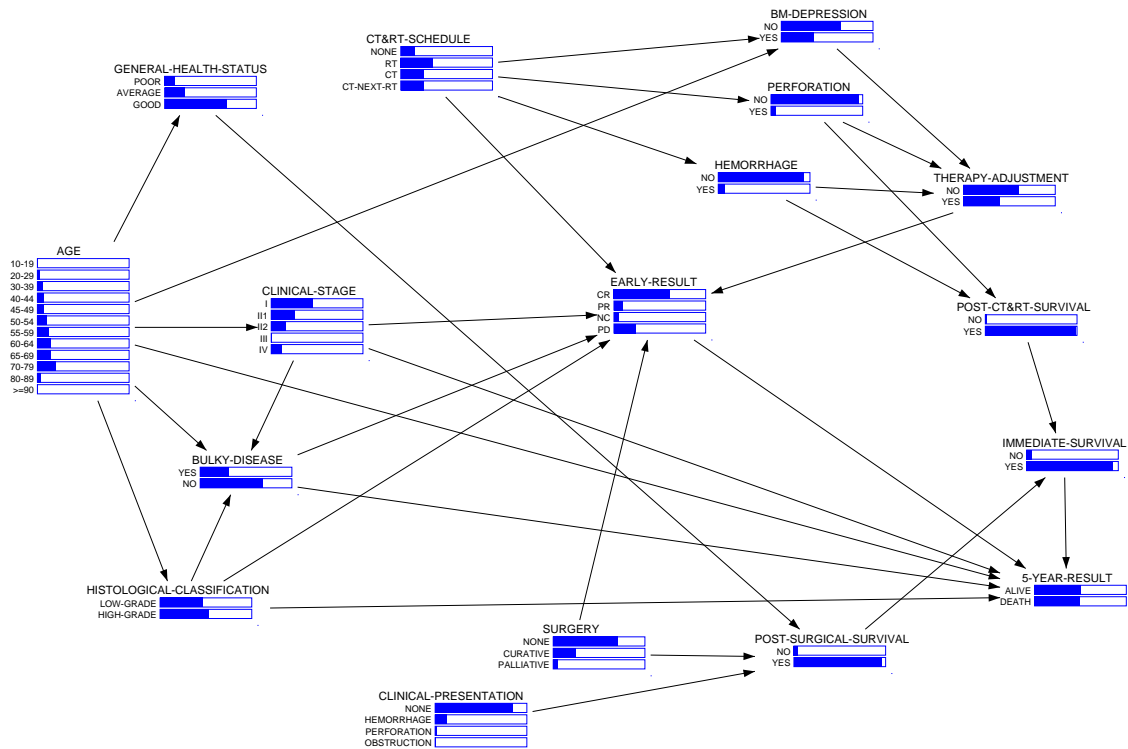 BM-DEPRESSION
NO
YES
CT&RT-SCHEDULE
NONE
RT
CT
CT-NEXT-RT
GENERAL-HEALTH-STATUS
POOR
AVERAGE
GOOD
PERFORATION
NO
YES
HEMORRHAGE
NO
YES
THERAPY-ADJUSTMENT
NO
YES
AGE
10-19
20-29
30-39
40-44
45-49
50-54
55-59
60-64
65-69
70-79
80-89
>=90
CLINICAL-STAGE
I
II1
II2
III
IV
EARLY-RESULT
CR
PR
NC
PD
POST-CT&RT-SURVIVAL
NO
YES
BULKY-DISEASE
YES
NO
IMMEDIATE-SURVIVAL
NO
YES
HISTOLOGICAL-CLASSIFICATION
LOW-GRADE
HIGH-GRADE
5-YEAR-RESULT
ALIVE
DEATH
SURGERY
NONE
CURATIVE
PALLIATIVE
POST-SURGICAL-SURVIVAL
NO
YES
CLINICAL-PRESENTATION
NONE
HEMORRHAGE
PERFORATION
OBSTRUCTION